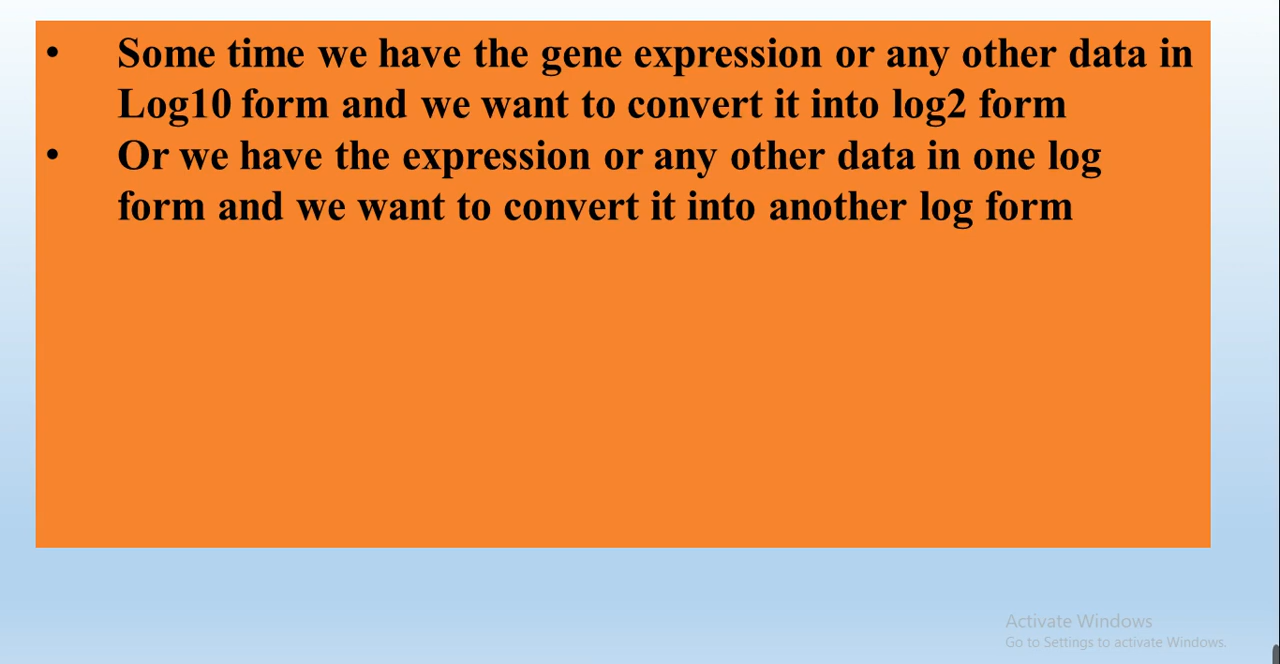 • Some time we have the gene expression or any other data in
Log10 form and we want to convert it into log2 form
• Or we have the expression or any other data in one log
form and we want to convert it into another log form
Activate Windows
Go to Settings to activate Windows.